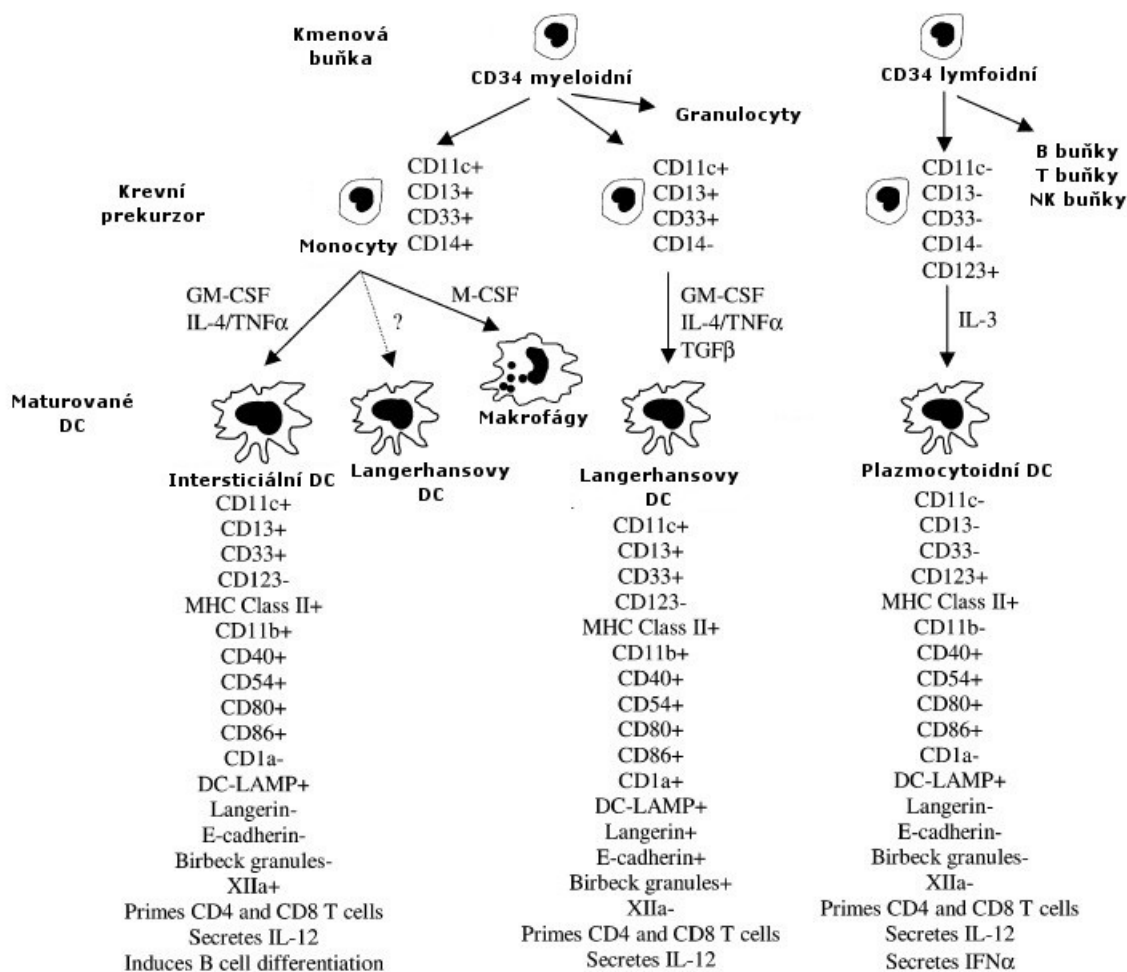 Kmenová
buňka
CD34 myeloidní
CD34 lymfoidní
Granulocyty
B buňky
T buňky
NK buňky
Krevní
prekurzor
CD11c+
CD13+
CD33+
CD14+
Monocyty
CD11c+
CD13+
CD33+
CD14-
CD11c-
CD13-
CD33-
CD14-
CD123+
GM-CSF
IL-4/TNFα
?
M-CSF
GM-CSF
IL-4/TNFα
TGFβ
IL-3
Maturované
DC
Makrofágy
Intersticiální DC
CD11c+
CD13+
CD33+
CD123-
MHC Class II+
CD11b+
CD40+
CD54+
CD80+
CD86+
CD1a-
DC-LAMP+
Langerin-
E-cadherin-
Birbeck granules-
XIIa+
Primes CD4 and CD8 T cells
Secretes IL-12
Induces B cell differentiation
Langerhansovy
DC
Langerhansovy
DC
CD11c+
CD13+
CD33+
CD123-
MHC Class II+
CD11b+
CD40+
CD54+
CD80+
CD86+
CD1a+
DC-LAMP+
Langerin+
E-cadherin+
Birbeck granules+
XIIa-
Primes CD4 and CD8 T cells
Secretes IL-12
Plazmocytoidní DC
CD11c-
CD13-
CD33-
CD123+
MHC Class II+
CD11b-
CD40+
CD54+
CD80+
CD86+
CD1a-
DC-LAMP+
Langerin-
E-cadherin-
Birbeck granules-
XIIa-
Primes CD4 and CD8 T cells
Secretes IL-12
Secretes IFNα